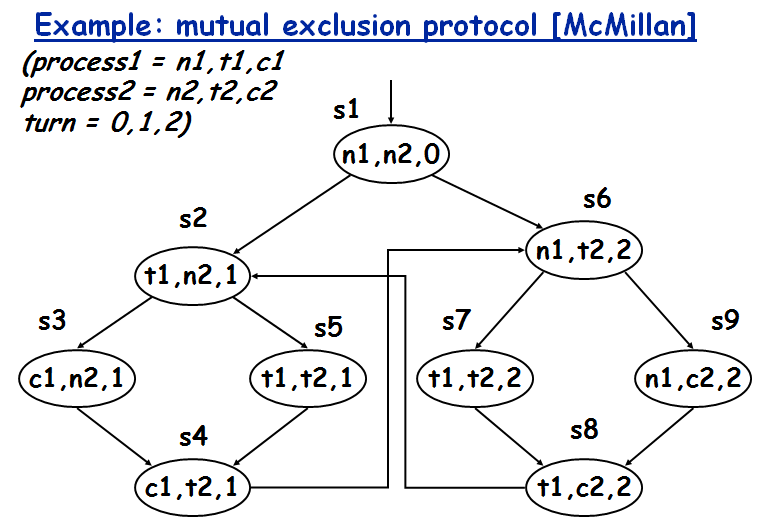 Example: mutual exclusion protocol [McMillan]
(process1 = n1,t1,c1
process2 = n2,t2,c2
turn = 0,1,2)
s1
n1,n2,0
s2
s6
t1,n2,1
n1,t2,2
s3
s5
s7
s9
c1,n2,1
t1,t2,1
t1,t2,2
n1,c2,2
s4
s8
c1,t2,1
t1,c2,2